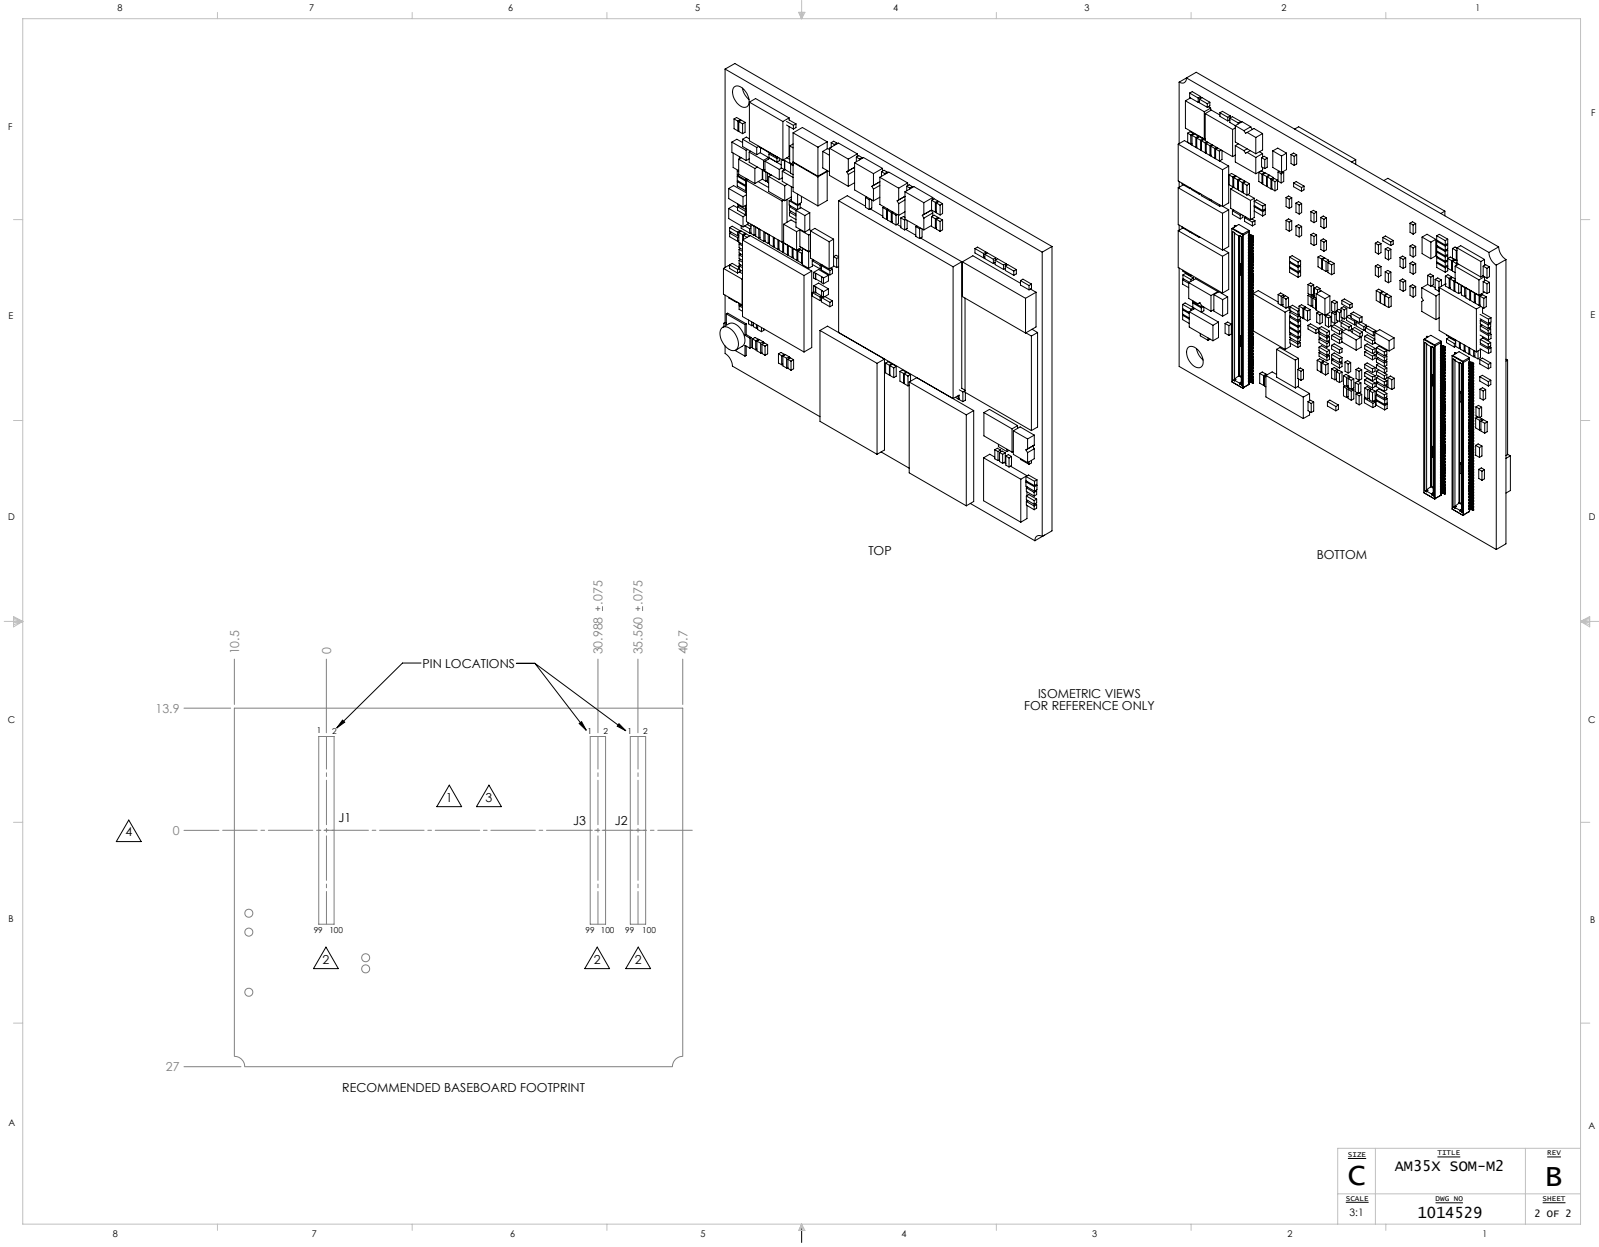 8 7 6 5 4 3 2 1
F F
E E
D D
C C
B B
A A
TOP
BOTTOM
ISOMETRIC VIEWS
FOR REFERENCE ONLY
10.5
0
30.988 ±.075
35.560 ±.075
40.7
PIN LOCATIONS
13.9
1 2
1 2
1 2
1 3
J1 J3 J2
4
0
99 100
99 100
99 100
2 2 2
27
RECOMMENDED BASEBOARD FOOTPRINT
SIZE
C
TITLE
AM35X SOM-M2
REV
B
SCALE
3:1
DWG NO
1014529
SHEET
2 OF 2
8 7 6 5 4 3 2 1